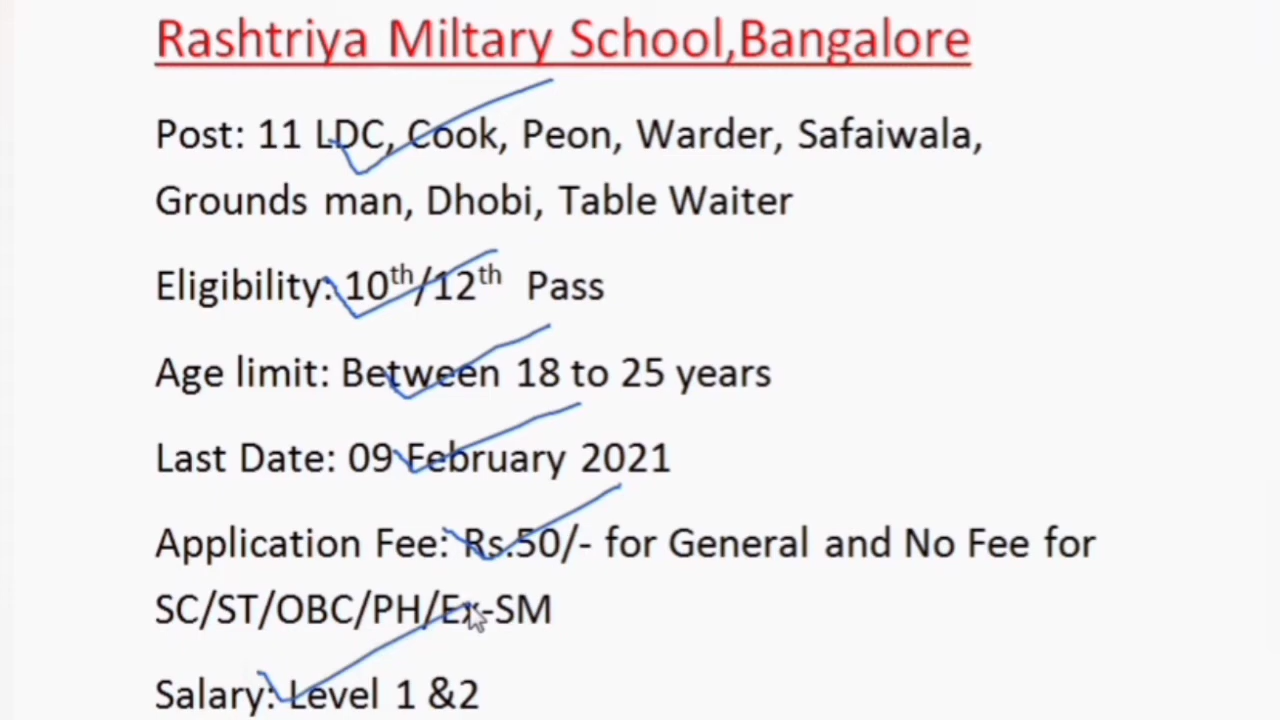 Rashtriya Miltary School,Bangalore
Post: 11 LDC, Cook, Peon, Warder, Safaiwala,
Grounds man, Dhobi, Table Waiter
Eligibility: 10th/12th Pass
Age limit: Between 18 to 25 years
Last Date: 09 February 2021
Application Fee: Rs.50/- for General and No Fee for
SC/ST/OBC/PH/Ex-SM
Salary: Level 1 &2